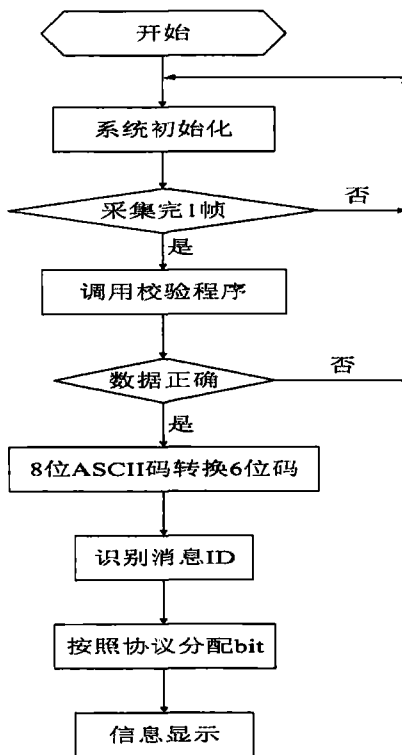 开始
系统初始化
采集完1帧
否
是
调用校验程序
数据正确
否
是
8位ASCII码转换6位码
识别消息ID
按照协议分配bit
信息显示